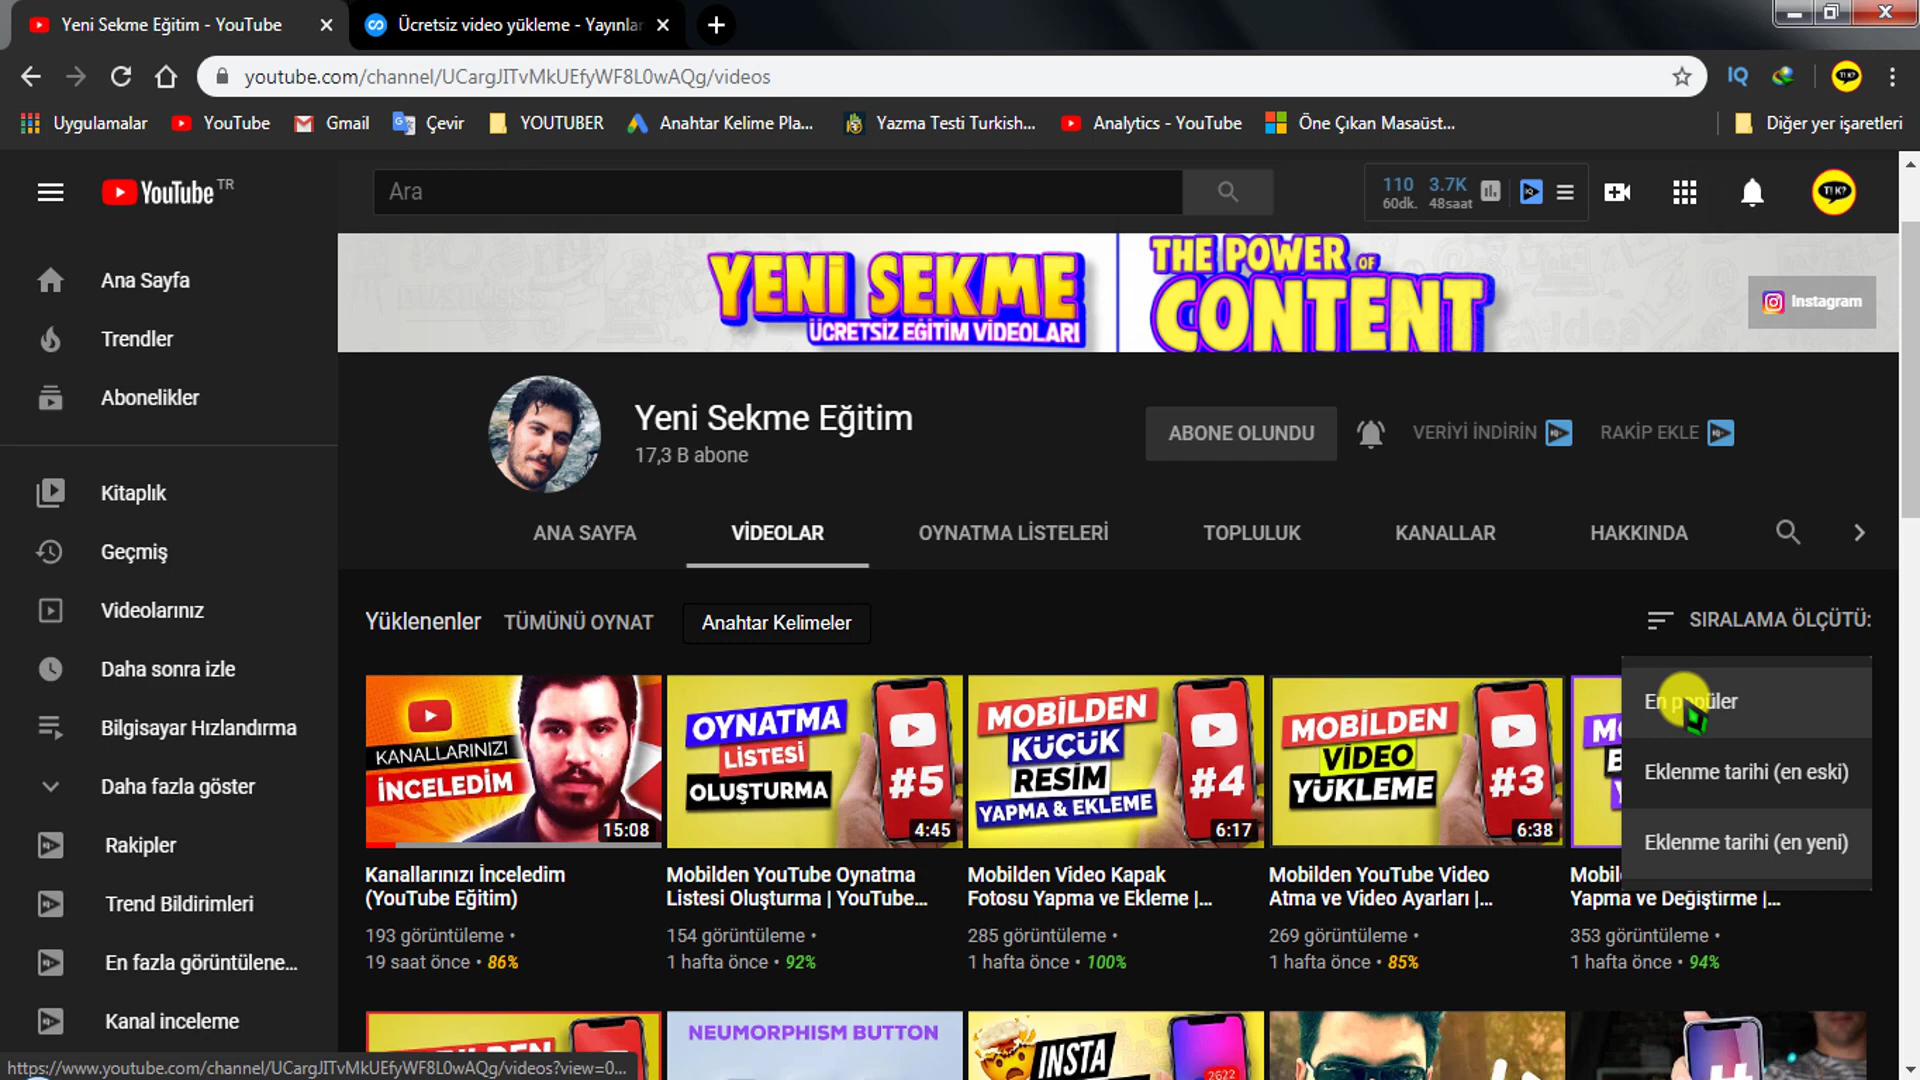 Yeni Sekme Eğitim - YouTube
Ücretsiz video yükleme - Yayınlar
youtube.com/channel/UCargJITvMkUEfyWF8L0wAQg/videos
IQ
Uygulamalar
YouTube
Gmail
Çevir
YOUTUBER
Anahtar Kelime Pla...
Yazma Testi Turkish...
Analytics - YouTube
Öne Çıkan Masaüst...
Diğer yer işaretleri
YouTube TR
Ara
110 3.7K
60dk. 48saat
YENİ SEKME
ÜCRETSİZ EĞİTİM VİDEOLARI
THE POWER OF
CONTENT
Instagram
Ana Sayfa
Trendler
Abonelikler
Kitaplık
Geçmiş
Videolarınız
Daha sonra izle
Bilgisayar Hızlandırma
Daha fazla göster
Rakipler
Trend Bildirimleri
En fazla görüntülene...
Kanal inceleme
Yeni Sekme Eğitim
17,3 B abone
ABONE OLUNDU
VERİYİ İNDİRİN
RAKİP EKLE
ANA SAYFA
VİDEOLAR
OYNATMA LİSTELERİ
TOPLULUK
KANALLAR
HAKKINDA
Yüklenenler
TÜMÜNÜ OYNAT
Anahtar Kelimeler
SIRALAMA ÖLÇÜTÜ:
En popüler
Eklenme tarihi (en eski)
Eklenme tarihi (en yeni)
KANALLARINIZI
İNCELEDİM
15:08
Kanallarınızı İnceledim
(YouTube Eğitim)
193 görüntüleme •
19 saat önce • 86%
OYNATMA
LİSTESİ
OLUŞTURMA
#5
4:45
Mobilden YouTube Oynatma
Listesi Oluşturma | YouTube...
154 görüntüleme •
1 hafta önce • 92%
MOBİLDEN
KÜÇÜK
RESİM
YAPMA & EKLEME
#4
6:17
Mobilden Video Kapak
Fotosu Yapma ve Ekleme |...
285 görüntüleme •
1 hafta önce • 100%
MOBİLDEN
VİDEO
YÜKLEME
#3
6:38
Mobilden YouTube Video
Atma ve Video Ayarları |...
269 görüntüleme •
1 hafta önce • 85%
Yapma ve Değiştirme |...
353 görüntüleme •
1 hafta önce • 94%
NEUMORPHISM BUTTON
INSTA
2622
https://www.youtube.com/channel/UCargJITvMkUEfyWF8L0wAQg/videos?view=0...